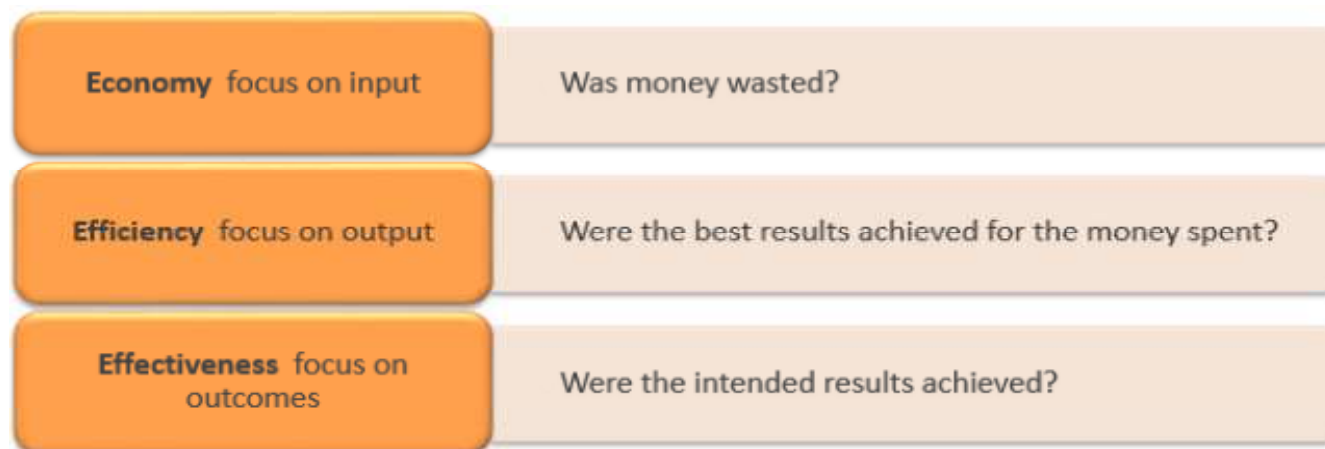 Economy focus on input
Was money wasted?
Efficiency focus on output
Were the best results achieved for the money spent?
Effectiveness focus on
outcomes
Were the intended results achieved?